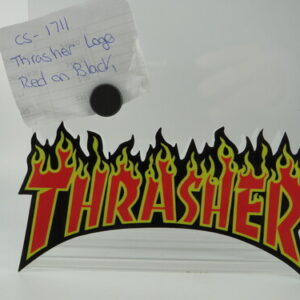 CS-1711
Thrasher Logo
Red on Black
THRASHER